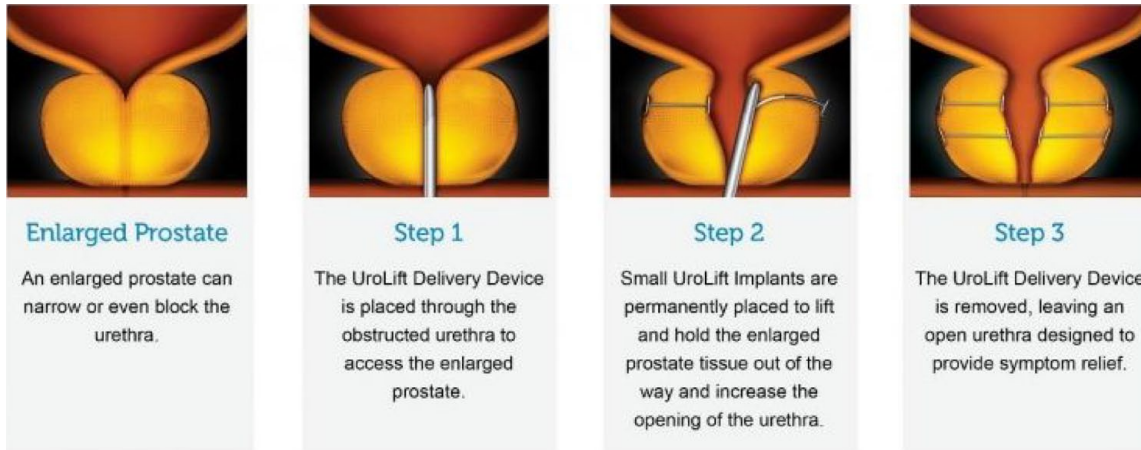 Enlarged Prostate
An enlarged prostate can
narrow or even block the
urethra.
Step 1
The UroLift Delivery Device
is placed through the
obstructed urethra to
access the enlarged
prostate.
Step 2
Small UroLift Implants are
permanently placed to lift
and hold the enlarged
prostate tissue out of the
way and increase the
opening of the urethra.
Step 3
The UroLift Delivery Device
is removed, leaving an
open urethra designed to
provide symptom relief.